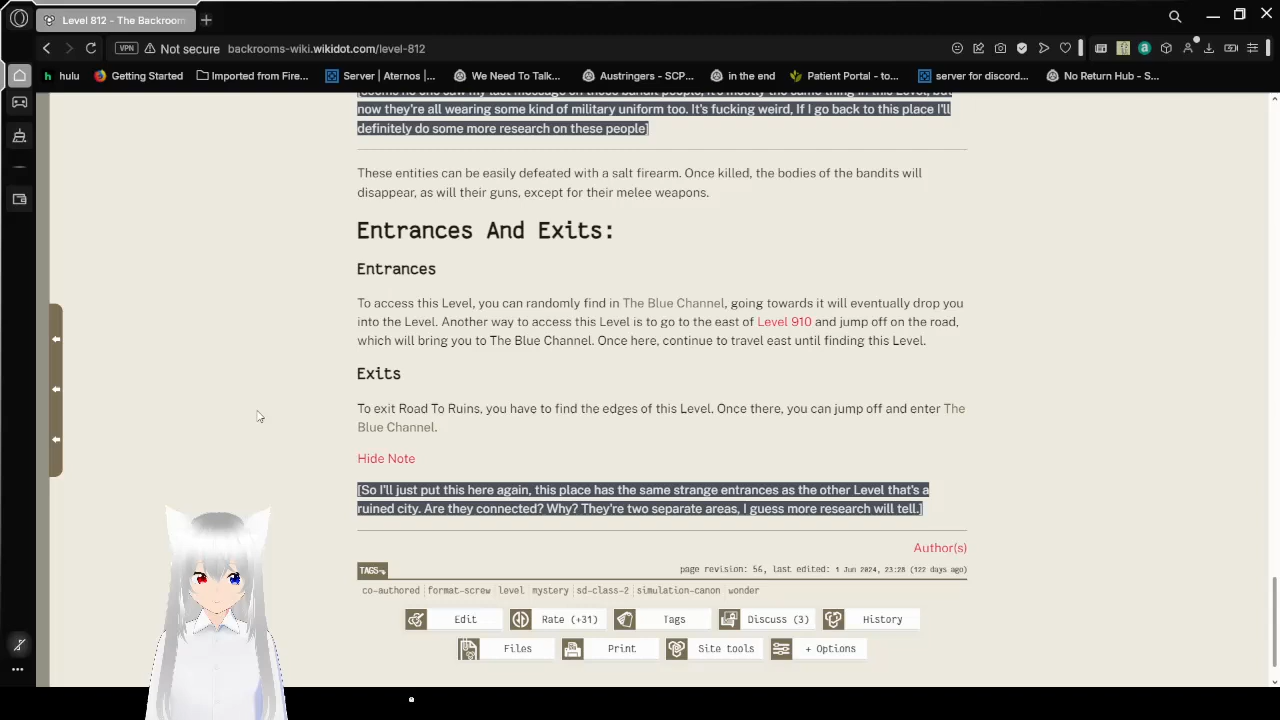 Level 812 - The Backroom
VPN Not secure backrooms-wiki.wikidot.com/level-812
hulu Getting Started Imported from Fire... Server | Aternos |... We Need To Talk... Austringers - SCP... in the end Patient Portal - to... server for discord... No Return Hub - S...
[Seems no one saw my last message on these bandit people, it's mostly the same thing in this Level, but
now they're all wearing some kind of military uniform too. It's fucking weird, If I go back to this place I'll
definitely do some more research on these people]
These entities can be easily defeated with a salt firearm. Once killed, the bodies of the bandits will
disappear, as will their guns, except for their melee weapons.
Entrances And Exits:
Entrances
To access this Level, you can randomly find in The Blue Channel, going towards it will eventually drop you
into the Level. Another way to access this Level is to go to the east of Level 910 and jump off on the road,
which will bring you to The Blue Channel. Once here, continue to travel east until finding this Level.
Exits
To exit Road To Ruins, you have to find the edges of this Level. Once there, you can jump off and enter The
Blue Channel.
Hide Note
[So I'll just put this here again, this place has the same strange entrances as the other Level that's a
ruined city. Are they connected? Why? They're two separate areas, I guess more research will tell.]
Author(s)
TAGS
page revision: 56, last edited: 1 Jun 2024, 23:28 (122 days ago)
co-authored format-screw level mystery sd-class-2 simulation-canon wonder
Edit Rate (+31) Tags Discuss (3) History
Files Print Site tools + Options